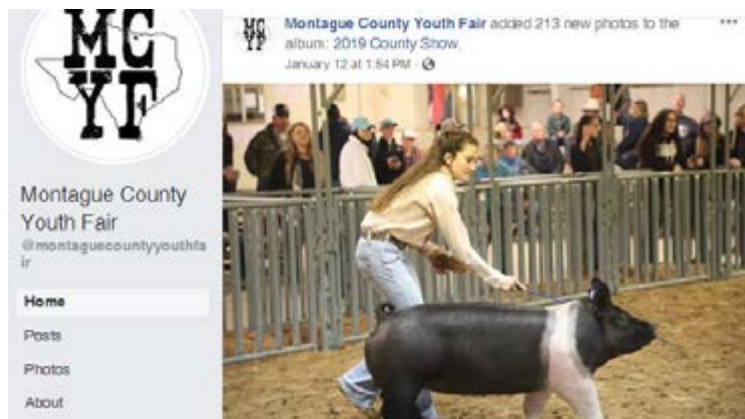 MC
YF
Montague County
Youth Fair
@montaguecountyyouthfa
ir
Home
Posts
Photos
About
MC
YF
Montague County Youth Fair added 213 new photos to the
album: 2019 County Show.
January 12 at 1:54 PM ·